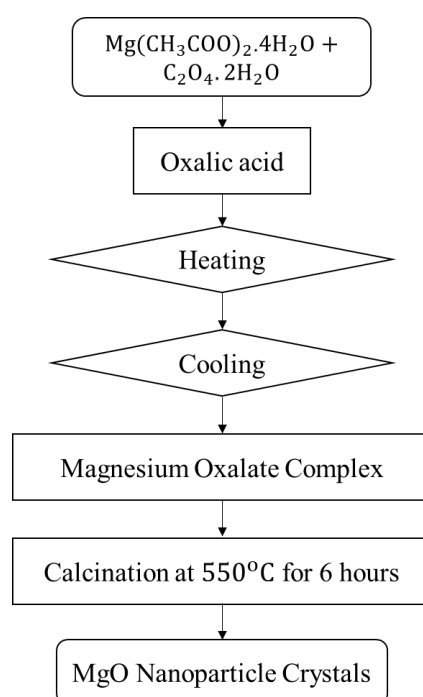 Mg(CH₃COO)₂.4H₂O +
C₂O₄.2H₂O
Oxalic acid
Heating
Cooling
Magnesium Oxalate Complex
Calcination at 550⁰C for 6 hours
MgO Nanoparticle Crystals